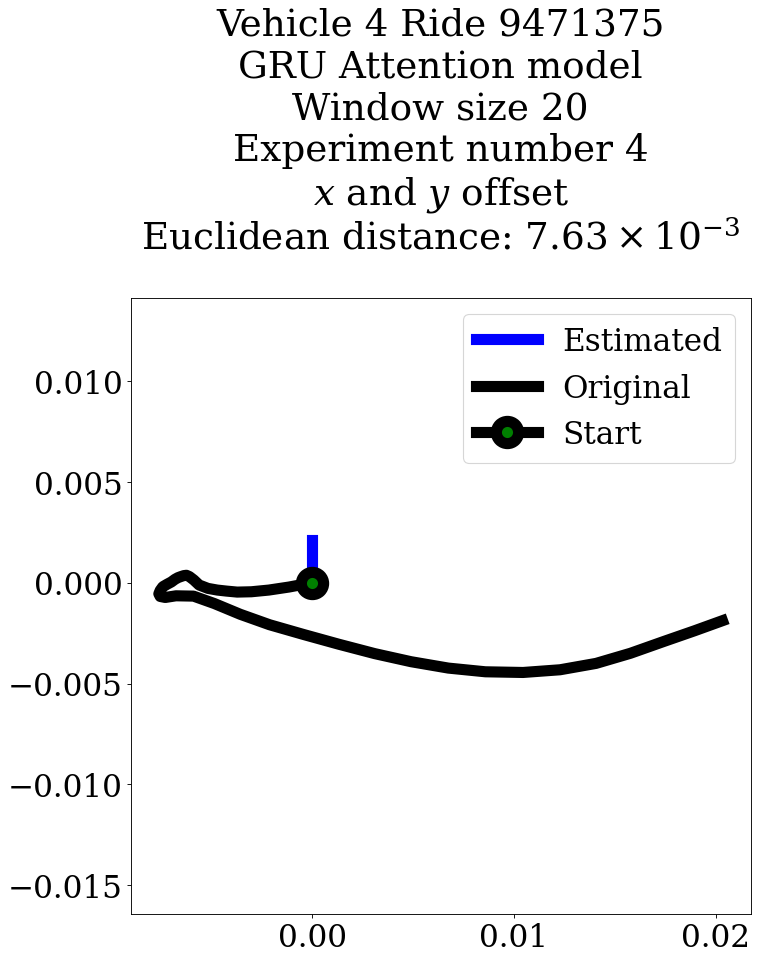 Vehicle 4 Ride 9471375
GRU Attention model
Window size 20
Experiment number 4
x and y offset
Euclidean distance: 7.63 × 10⁻³
Estimated
Original
Start
0.010
0.005
0.000
−0.005
−0.010
−0.015
0.00 0.01 0.02